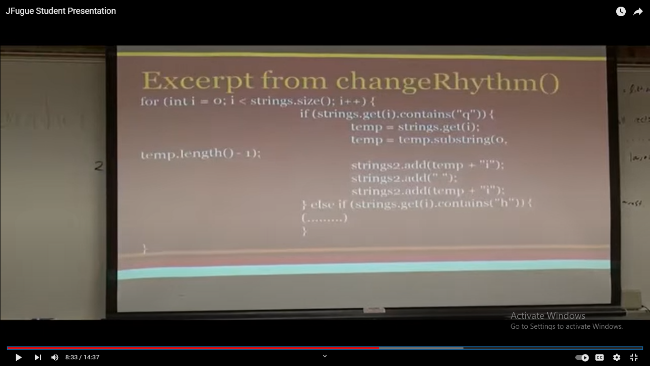 JFugue Student Presentation
Excerpt from changeRhythm()
for (int i = 0; i < strings.size(); i++) {
if (strings.get(i).contains("q")) {
temp = strings.get(i);
temp = temp.substring(0,
temp.length() - 1);
2
strings2.add(temp + "i");
strings2.add(" ");
strings2.add(temp + "i");
} else if (strings.get(i).contains("h")) {
(.........)
}
}
Activate Windows
Go to Settings to activate Windows.
8:33 / 14:37